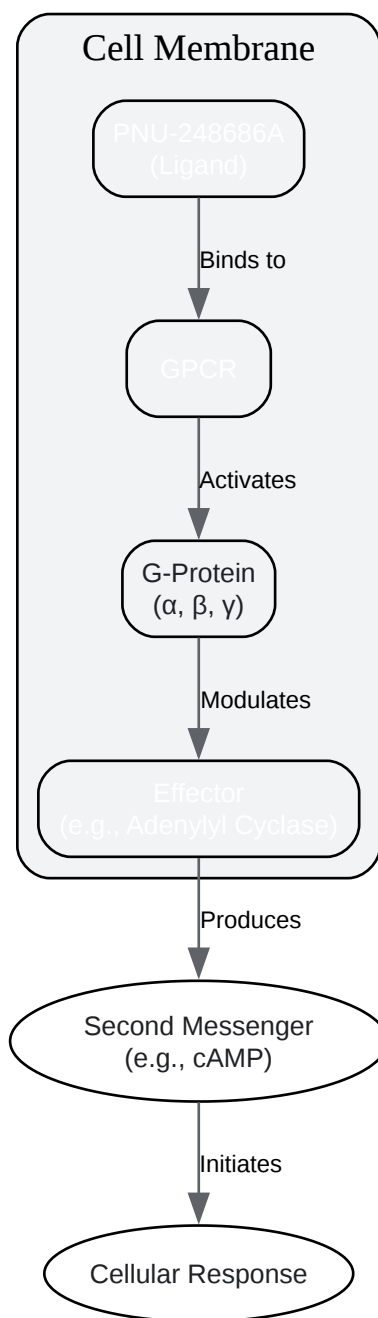 Cell Membrane
PNU-248686A
(Ligand)
Binds to
GPCR
Activates
G-Protein
(α, β, γ)
Modulates
Effector
(e.g., Adenylyl Cyclase)
Produces
Second Messenger
(e.g., cAMP)
Initiates
Cellular Response